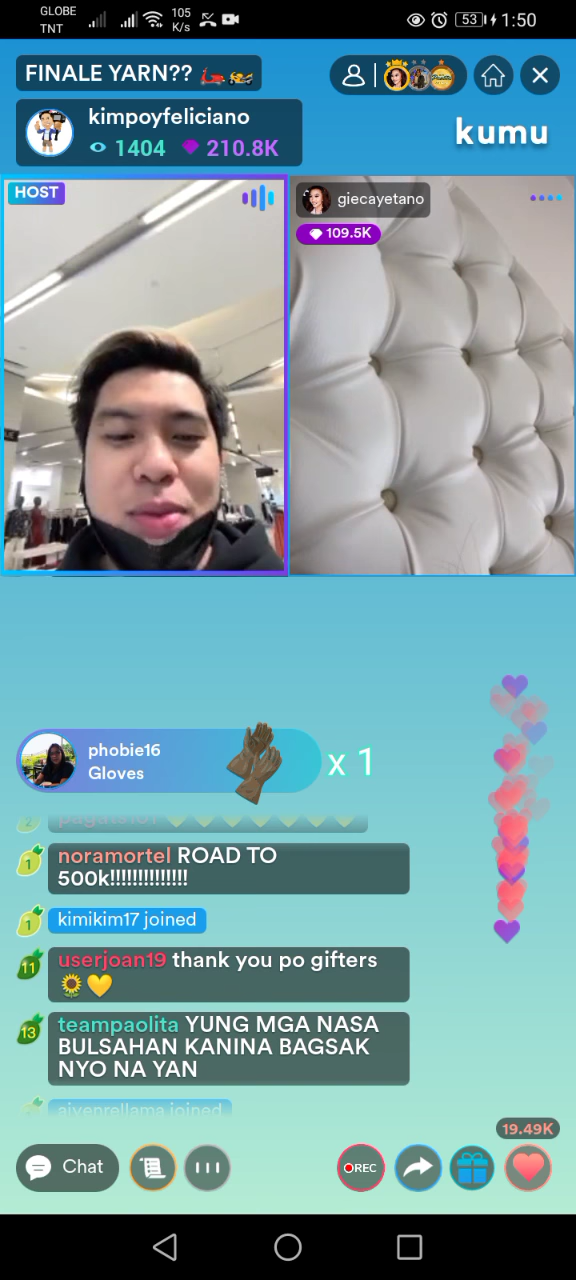 GLOBE
TNT
105
K/s
53
1:50
FINALE YARN??
kimpoyfeliciano
1404
210.8K
kumu
HOST
giecayetano
109.5K
phobie16
Gloves
x 1
2
1
noramortel ROAD TO
500k!!!!!!!!!!!!!!
1
kimikim17 joined
11
userjoan19 thank you po gifters
13
teampaolita YUNG MGA NASA
BULSAHAN KANINA BAGSAK
NYO NA YAN
joined
19.49K
Chat
REC